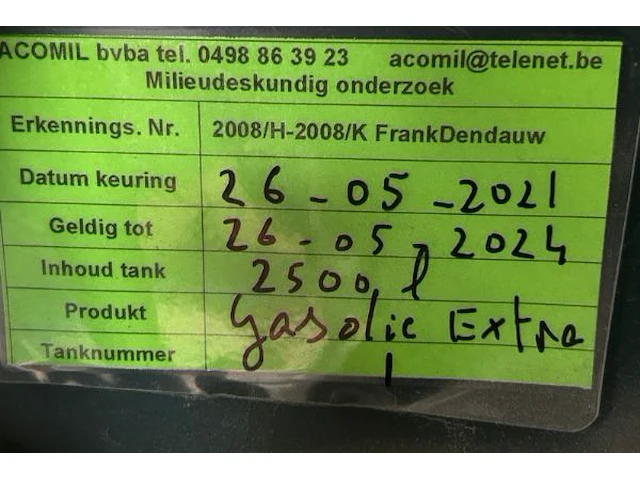 ACOMIL bvba tel. 0498 86 39 23 acomil@telenet.be
Milieudeskundig onderzoek
Erkennings. Nr. 2008/H-2008/K FrankDendauw
Datum keuring 26-05-2021
Geldig tot 26-05-2024
Inhoud tank 2500 l
Produkt Gasolie Extra
Tanknummer 1